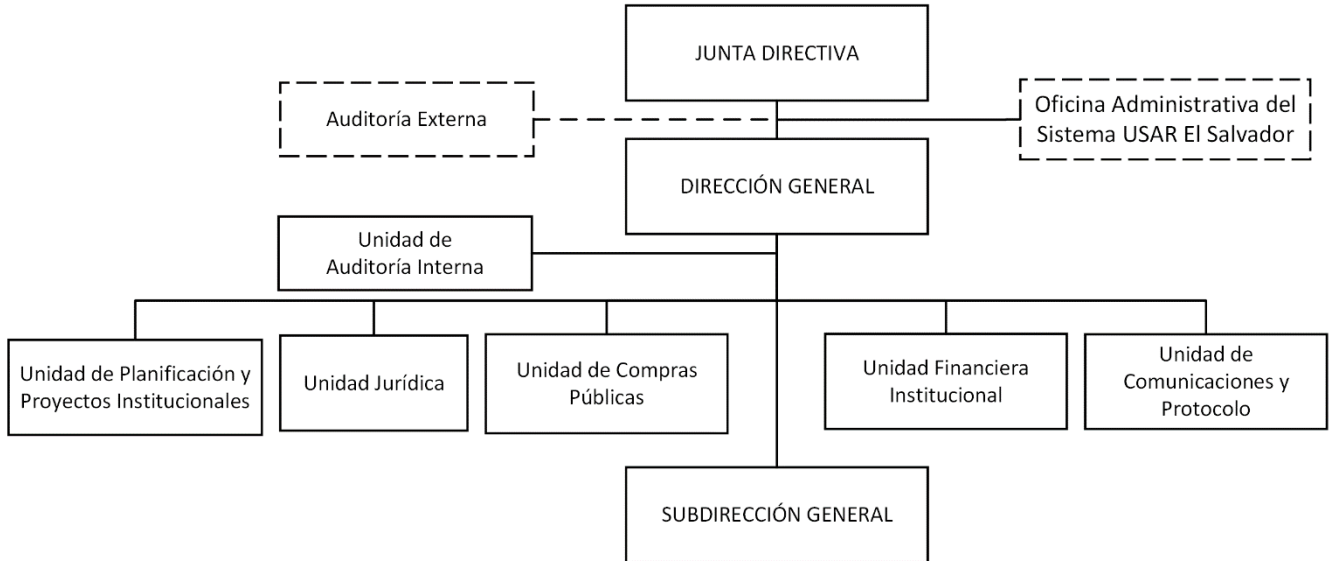 JUNTA DIRECTIVA
Auditoría Externa
Oficina Administrativa del
Sistema USAR El Salvador
DIRECCIÓN GENERAL
Unidad de
Auditoría Interna
Unidad de Planificación y
Proyectos Institucionales
Unidad Jurídica
Unidad de Compras
Públicas
Unidad Financiera
Institucional
Unidad de
Comunicaciones y
Protocolo
SUBDIRECCIÓN GENERAL